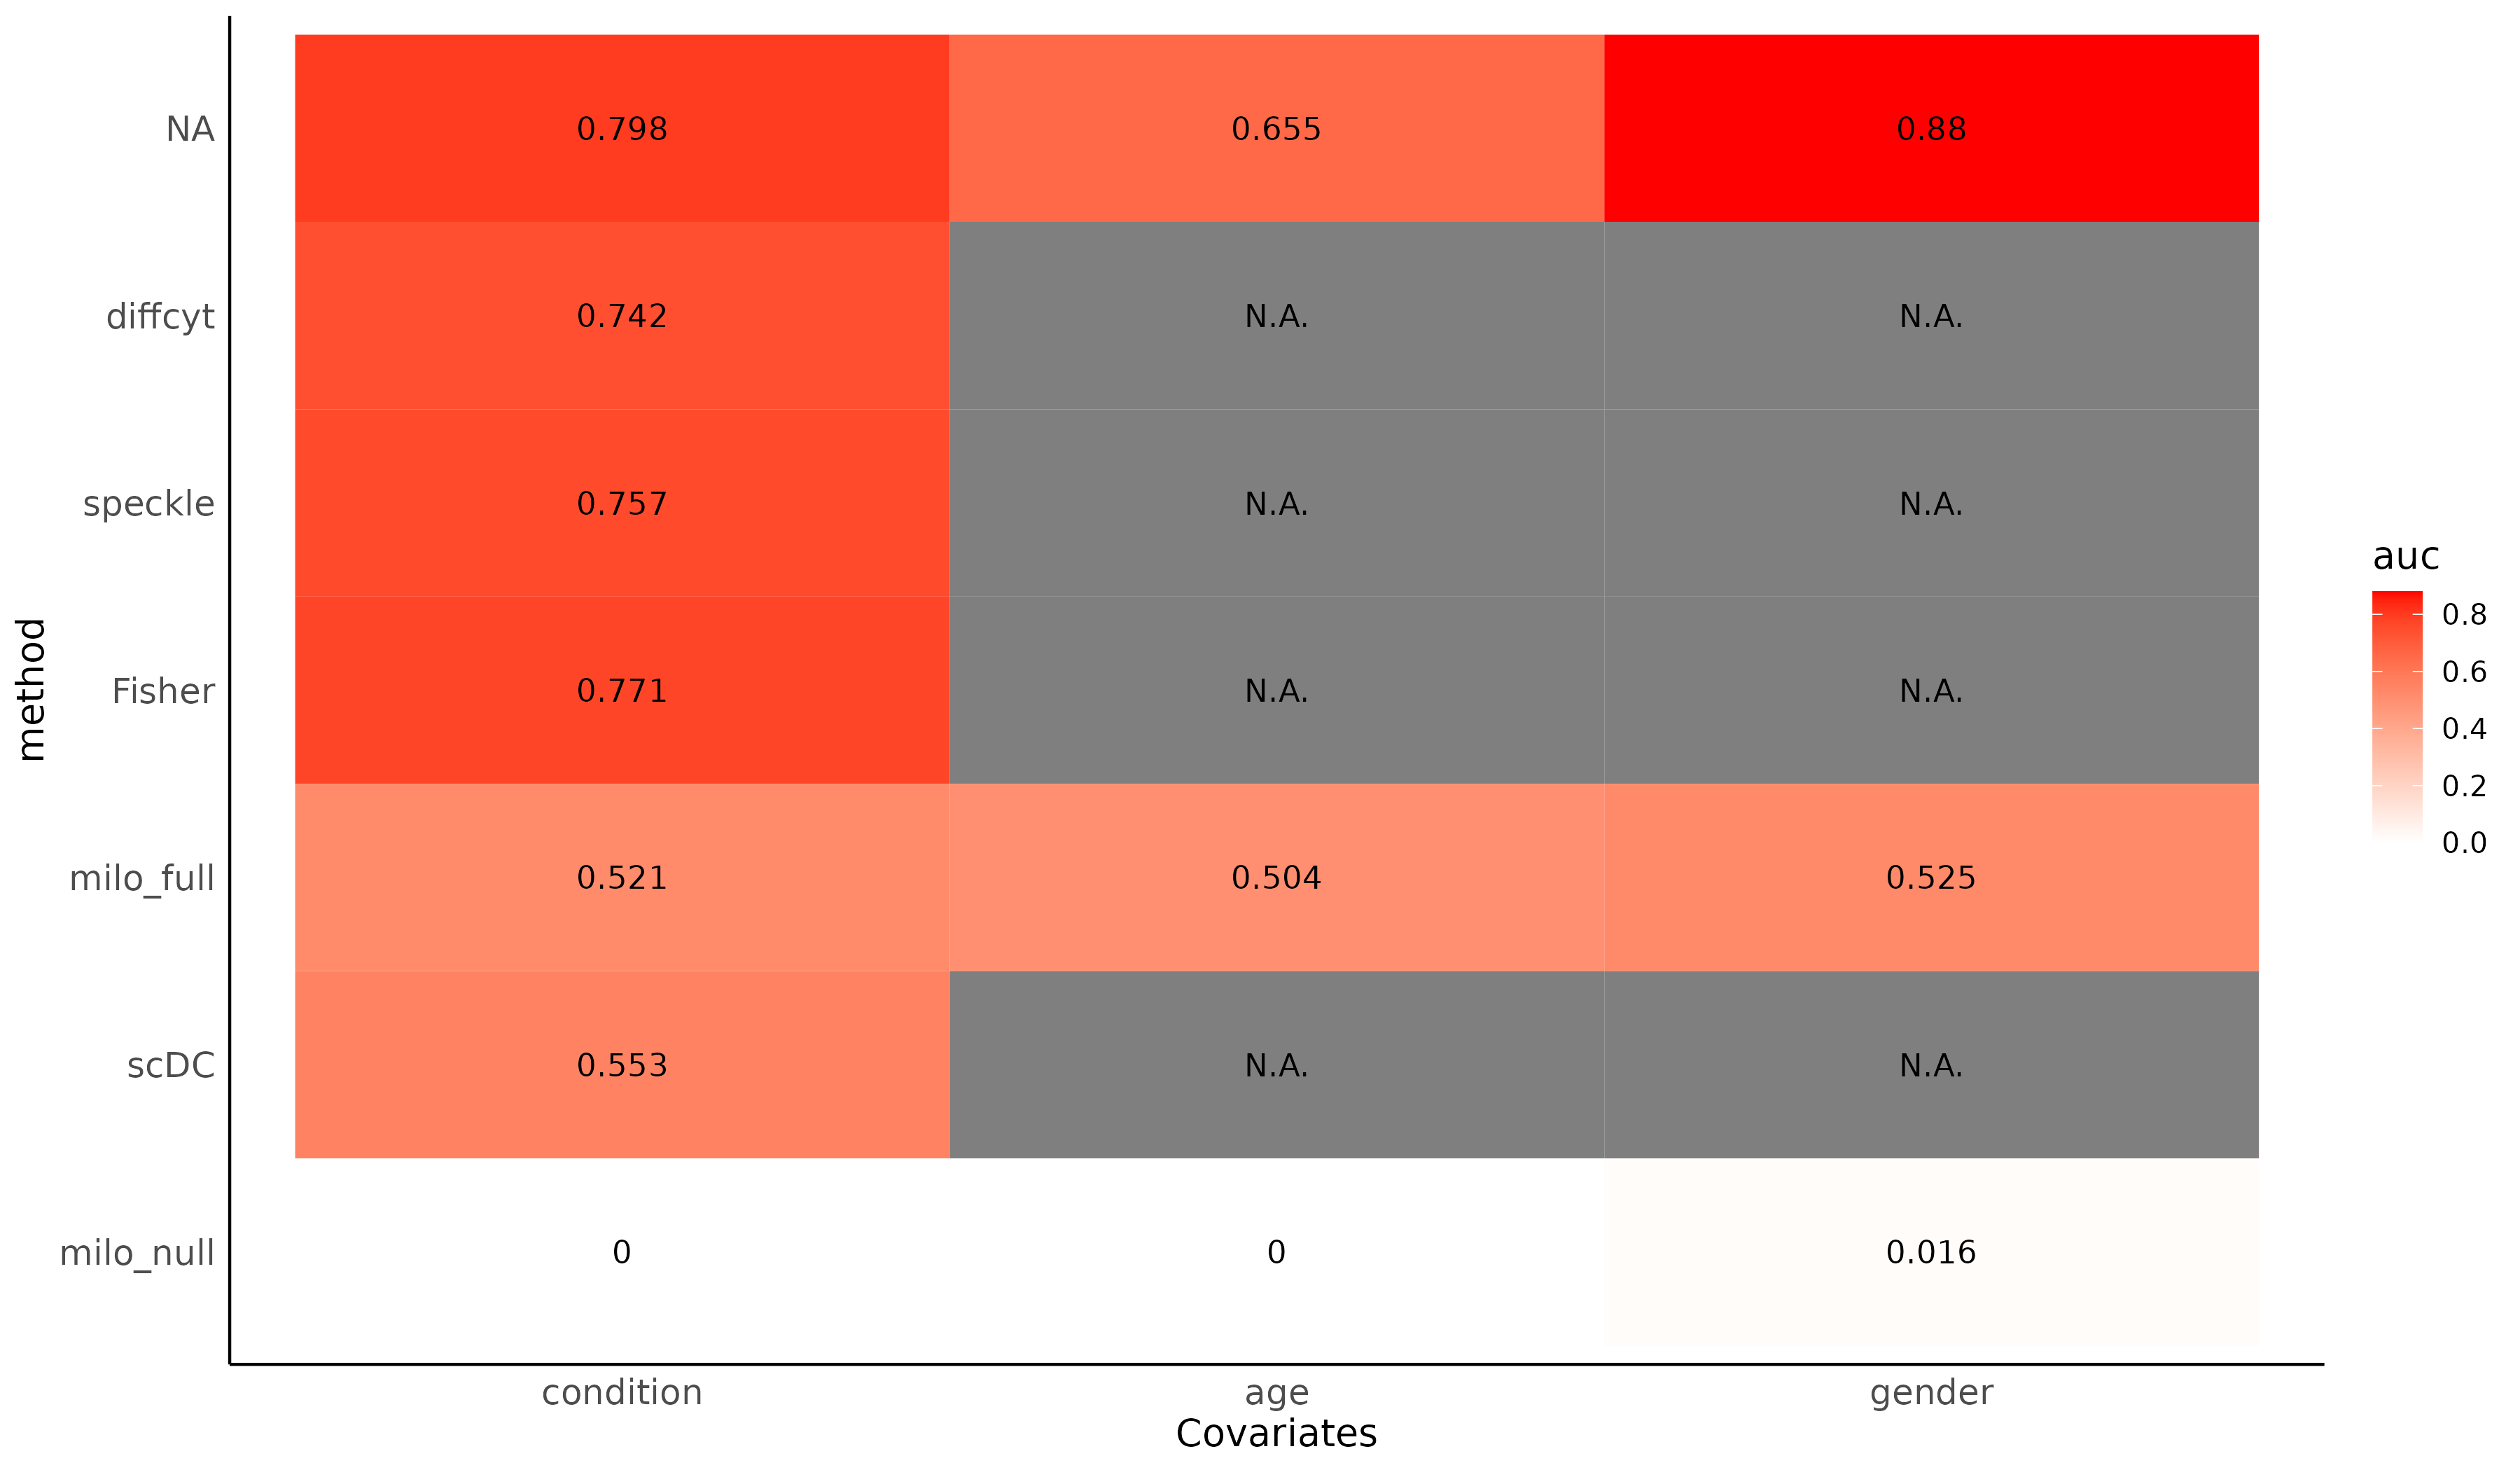 NA 0.798 0.655 0.88
diffcyt 0.742 N.A. N.A.
speckle 0.757 N.A. N.A.
Fisher 0.771 N.A. N.A.
milo_full 0.521 0.504 0.525
scDC 0.553 N.A. N.A.
milo_null 0 0 0.016
condition age gender
Covariates
method
auc
0.8
0.6
0.4
0.2
0.0